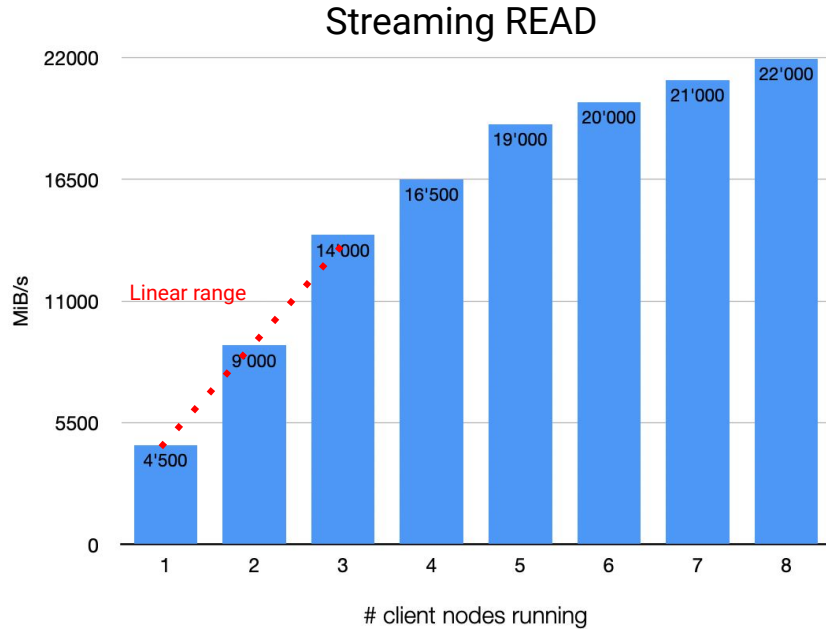 Streaming READ
22000
16500
11000
5500
0
MiB/s
Linear range
4'500
9'000
14'000
16'500
19'000
20'000
21'000
22'000
1 2 3 4 5 6 7 8
# client nodes running